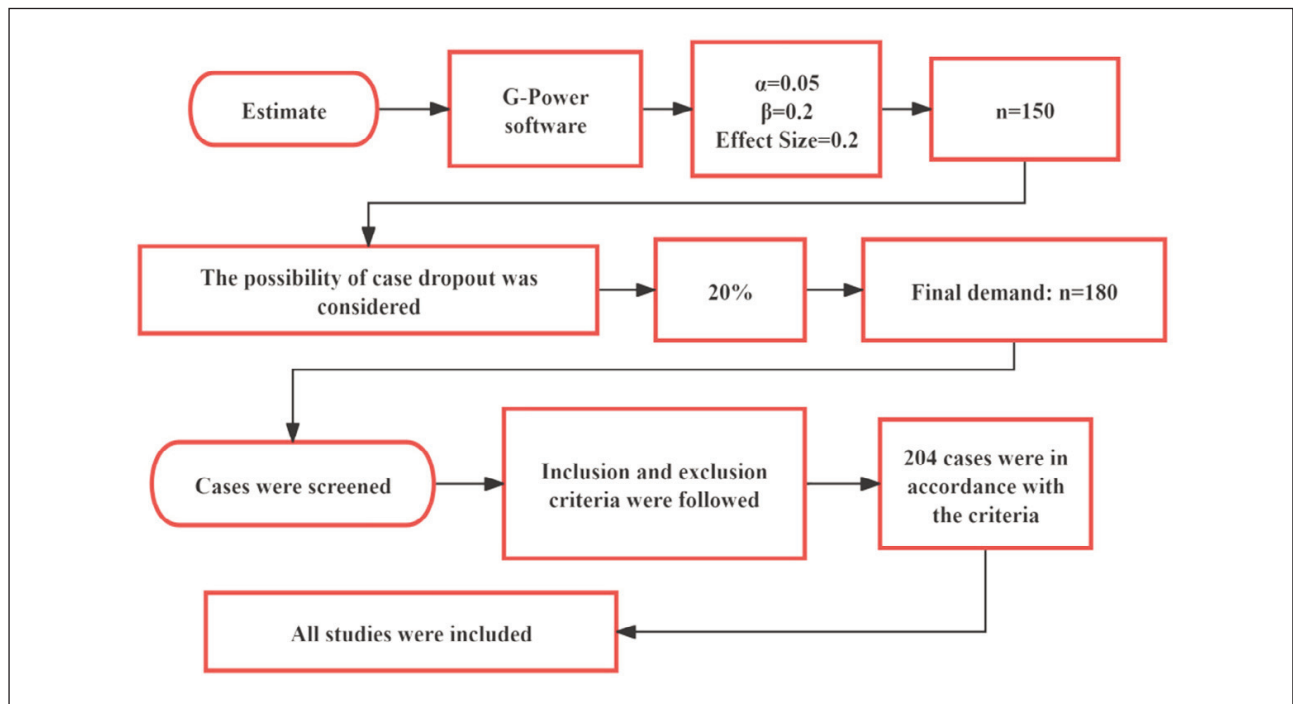 Estimate
G-Power
software
α=0.05
β=0.2
Effect Size=0.2
n=150
The possibility of case dropout was
considered
20%
Final demand: n=180
Cases were screened
Inclusion and exclusion
criteria were followed
204 cases were in
accordance with
the criteria
All studies were included